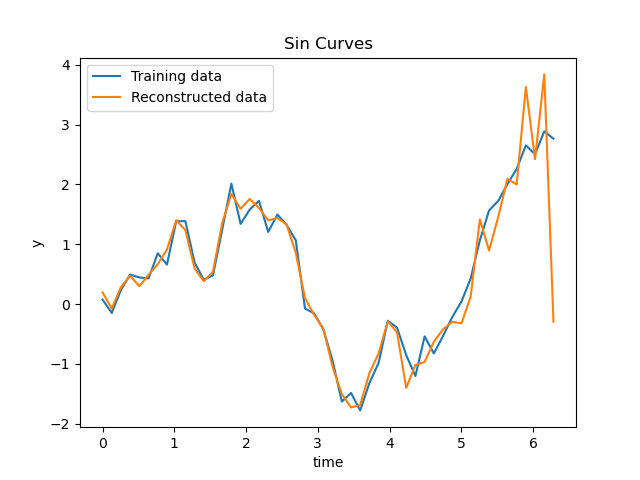 Sin Curves
Training data
Reconstructed data
4
3
2
1
0
−1
−2
y
0 1 2 3 4 5 6
time